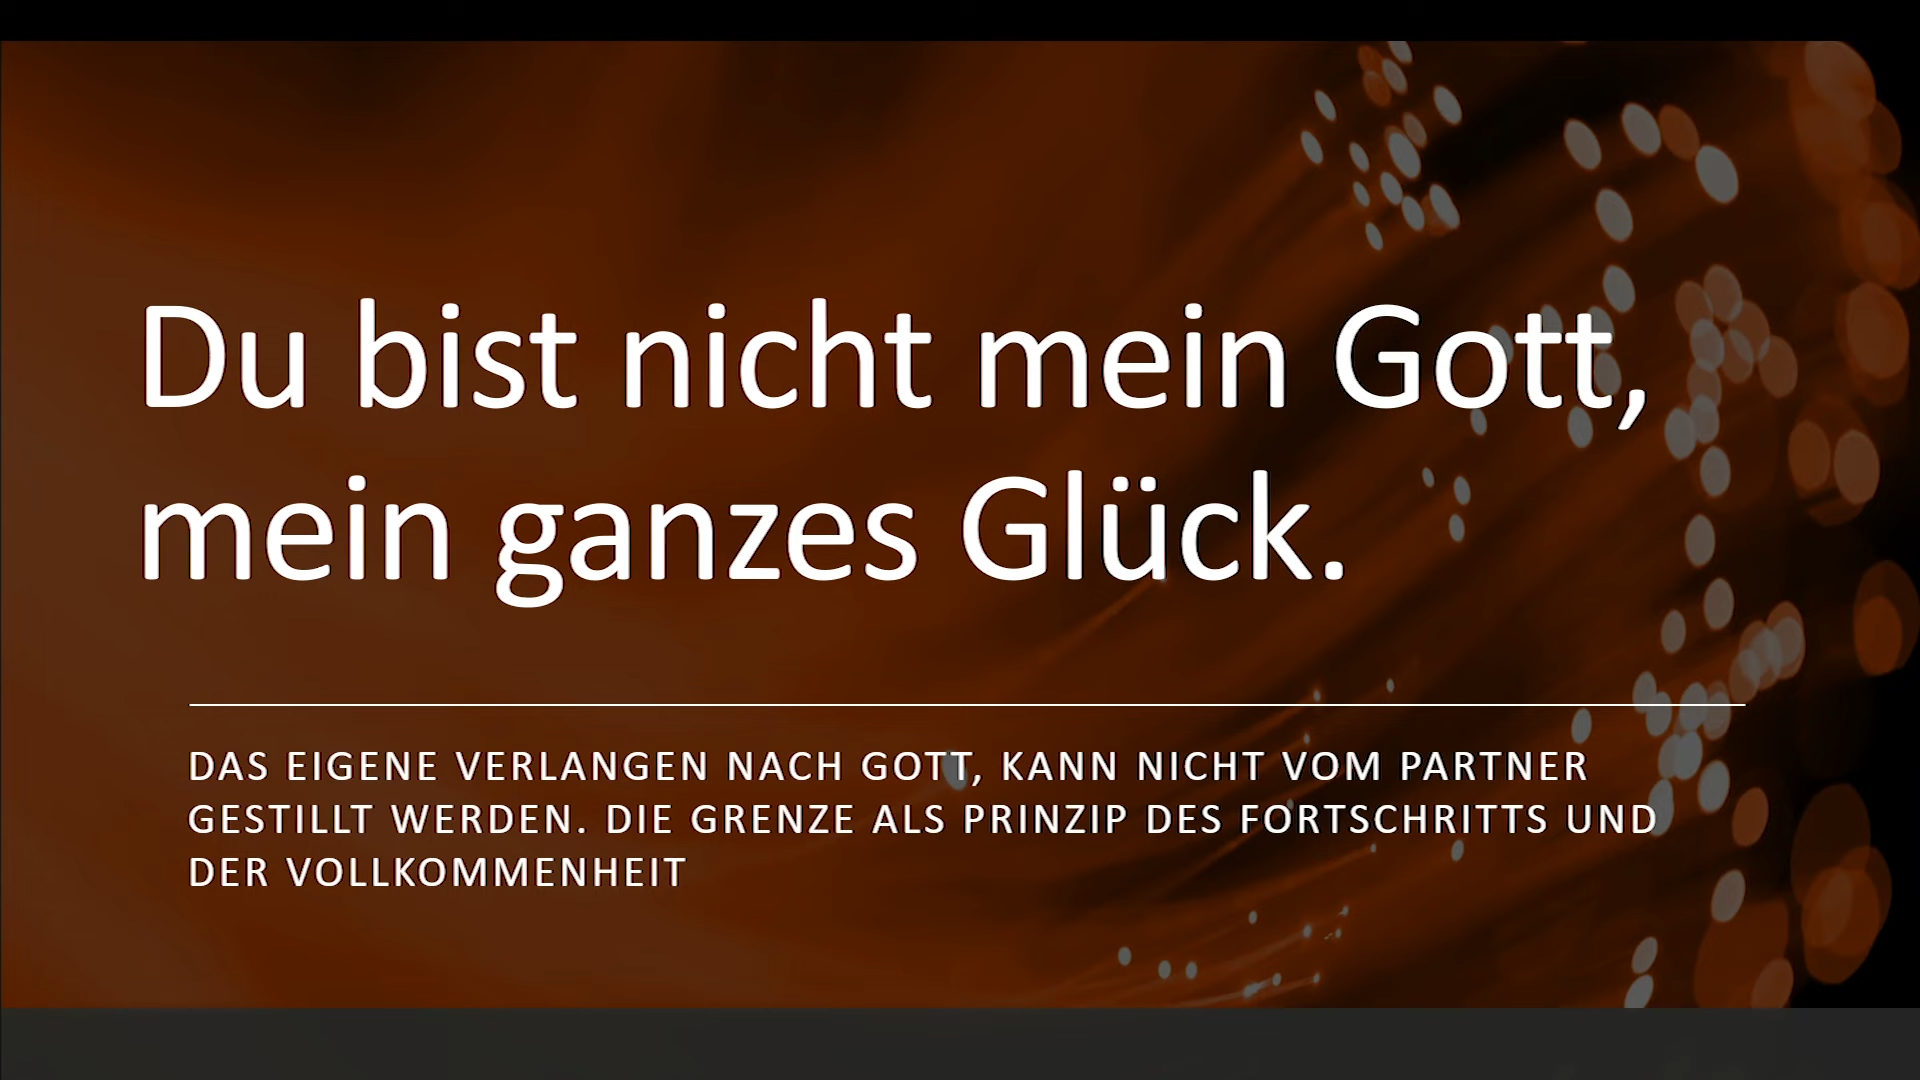 Du bist nicht mein Gott,
mein ganzes Glück.
DAS EIGENE VERLANGEN NACH GOTT, KANN NICHT VOM PARTNER
GESTILLT WERDEN. DIE GRENZE ALS PRINZIP DES FORTSCHRITTS UND
DER VOLLKOMMENHEIT